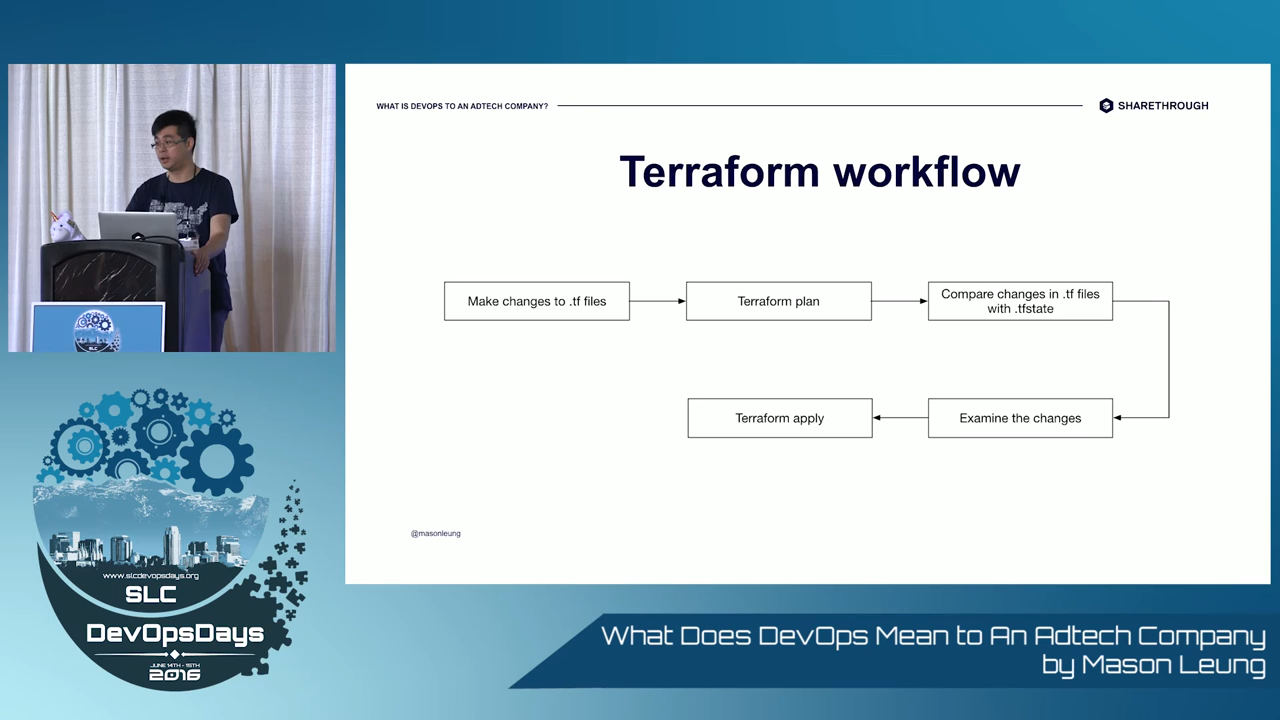 WHAT IS DEVOPS TO AN ADTECH COMPANY?
SHARETHROUGH
Terraform workflow
Make changes to .tf files
Terraform plan
Compare changes in .tf files
with .tfstate
Examine the changes
Terraform apply
@masonleung
SLC
www.slcdevopsdays.org
SLC
DevOpsDays
JUNE 14TH - 15TH
2016
What Does DevOps Mean to An Adtech Company
by Mason Leung